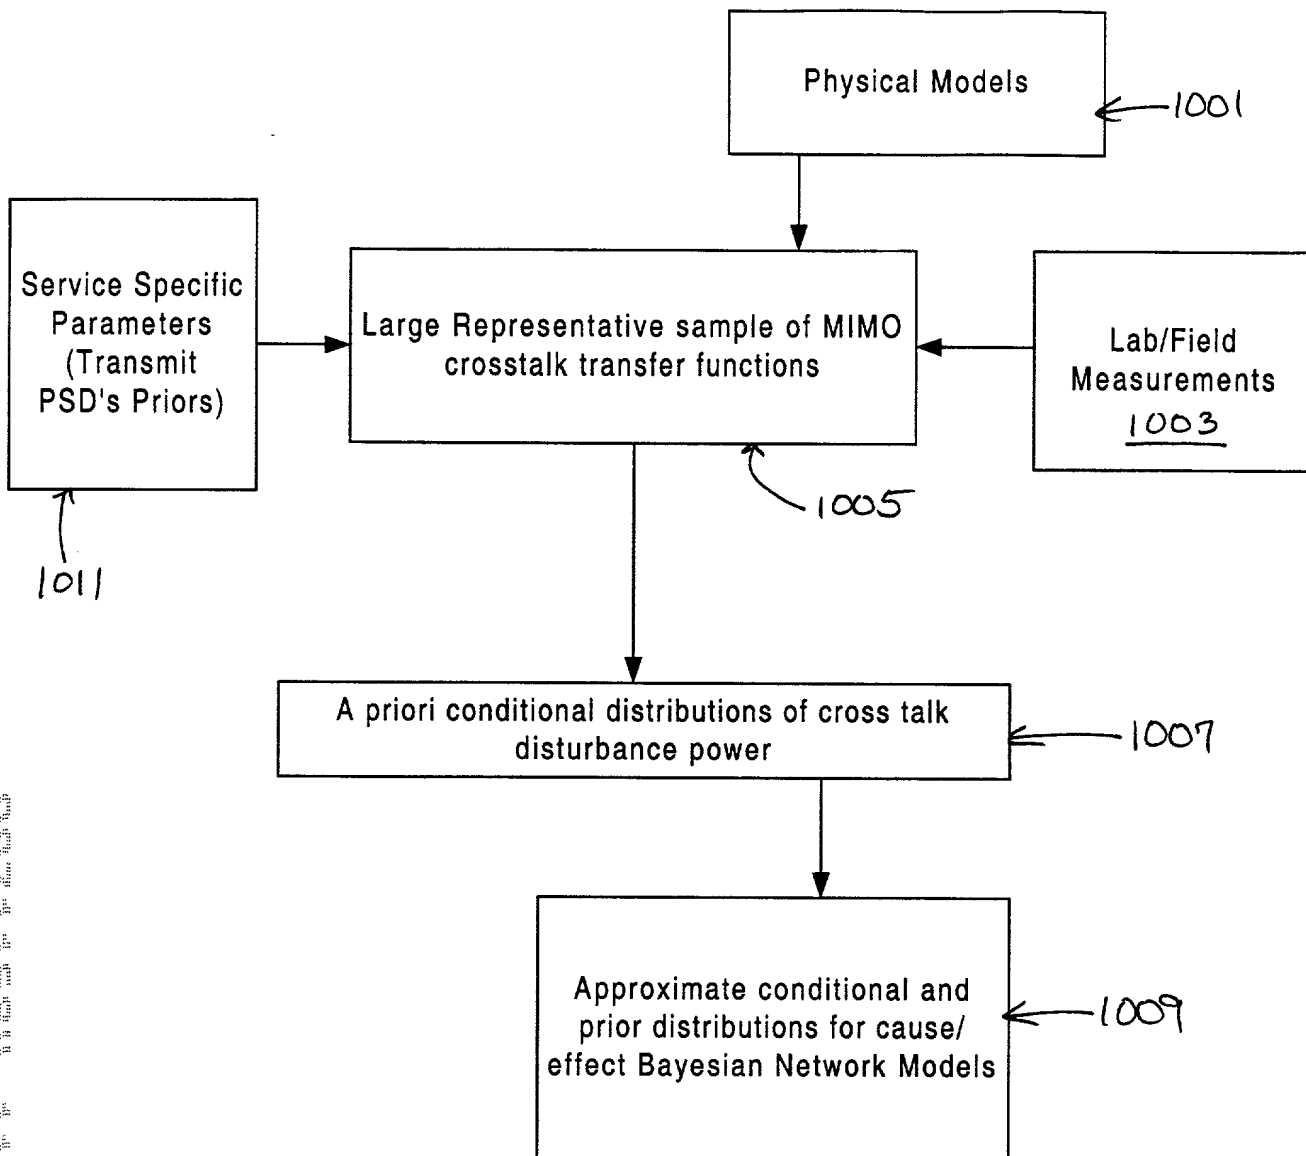 Physical Models
1001
Service Specific
Parameters
(Transmit
PSD's Priors)
1011
Large Representative sample of MIMO
crosstalk transfer functions
1005
Lab/Field
Measurements
1003
A priori conditional distributions of cross talk
disturbance power
1007
Approximate conditional and
prior distributions for cause/
effect Bayesian Network Models
1009